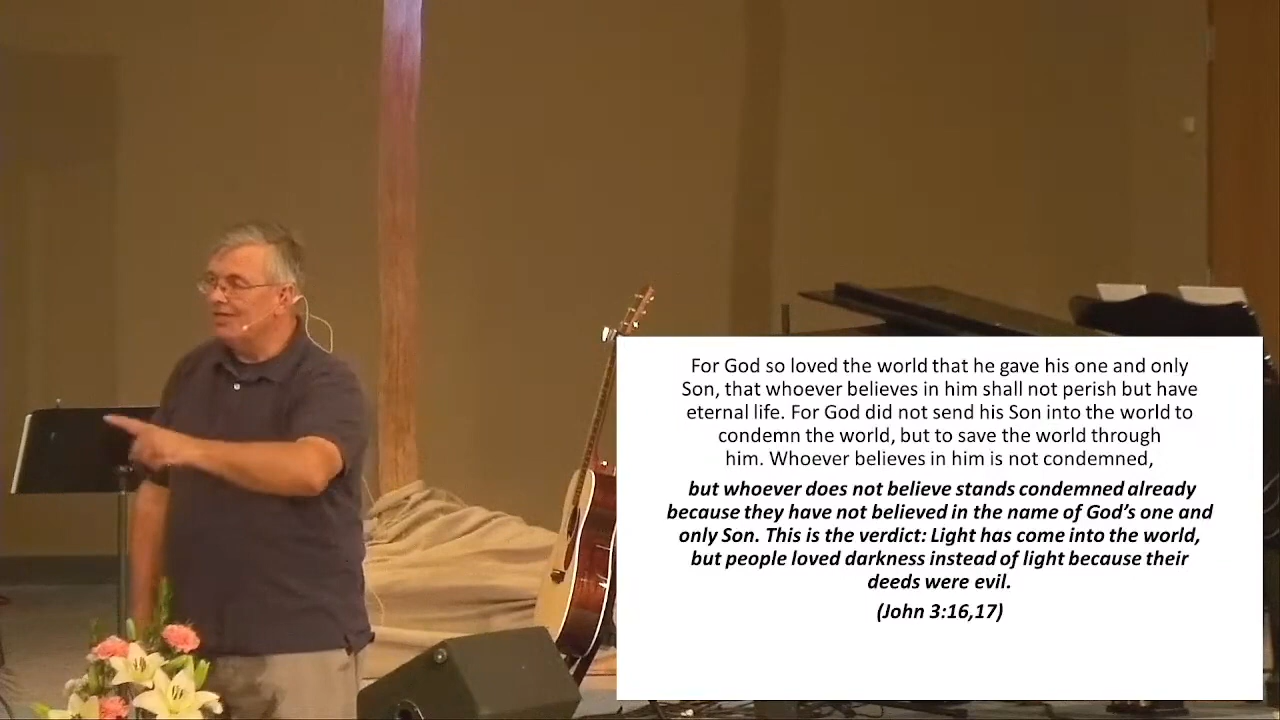 For God so loved the world that he gave his one and only
Son, that whoever believes in him shall not perish but have
eternal life. For God did not send his Son into the world to
condemn the world, but to save the world through
him. Whoever believes in him is not condemned,
but whoever does not believe stands condemned already
because they have not believed in the name of God’s one and
only Son. This is the verdict: Light has come into the world,
but people loved darkness instead of light because their
deeds were evil.
(John 3:16,17)